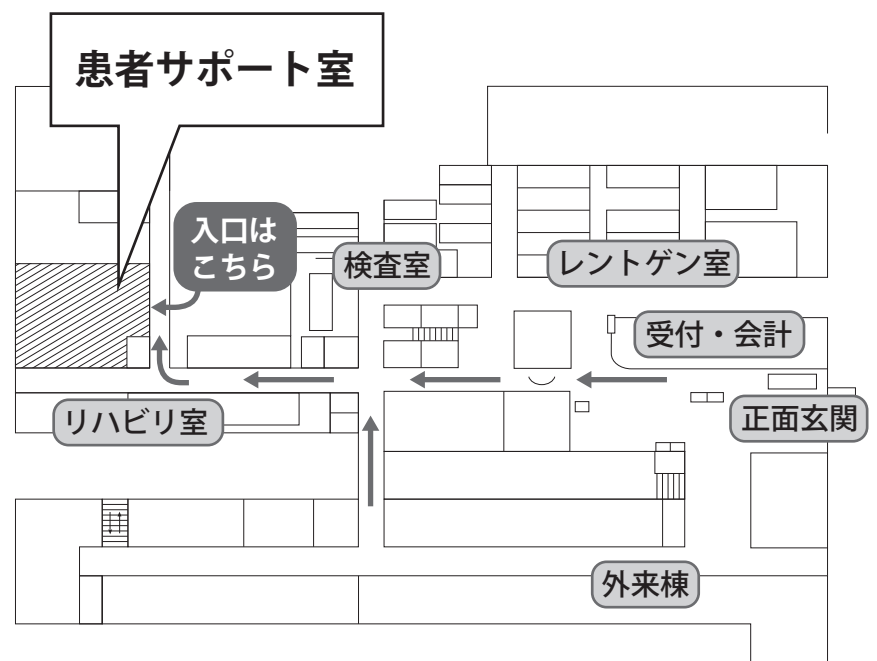 患者サポート室
入口は
こちら
検査室
レントゲン室
受付・会計
リハビリ室
正面玄関
外来棟